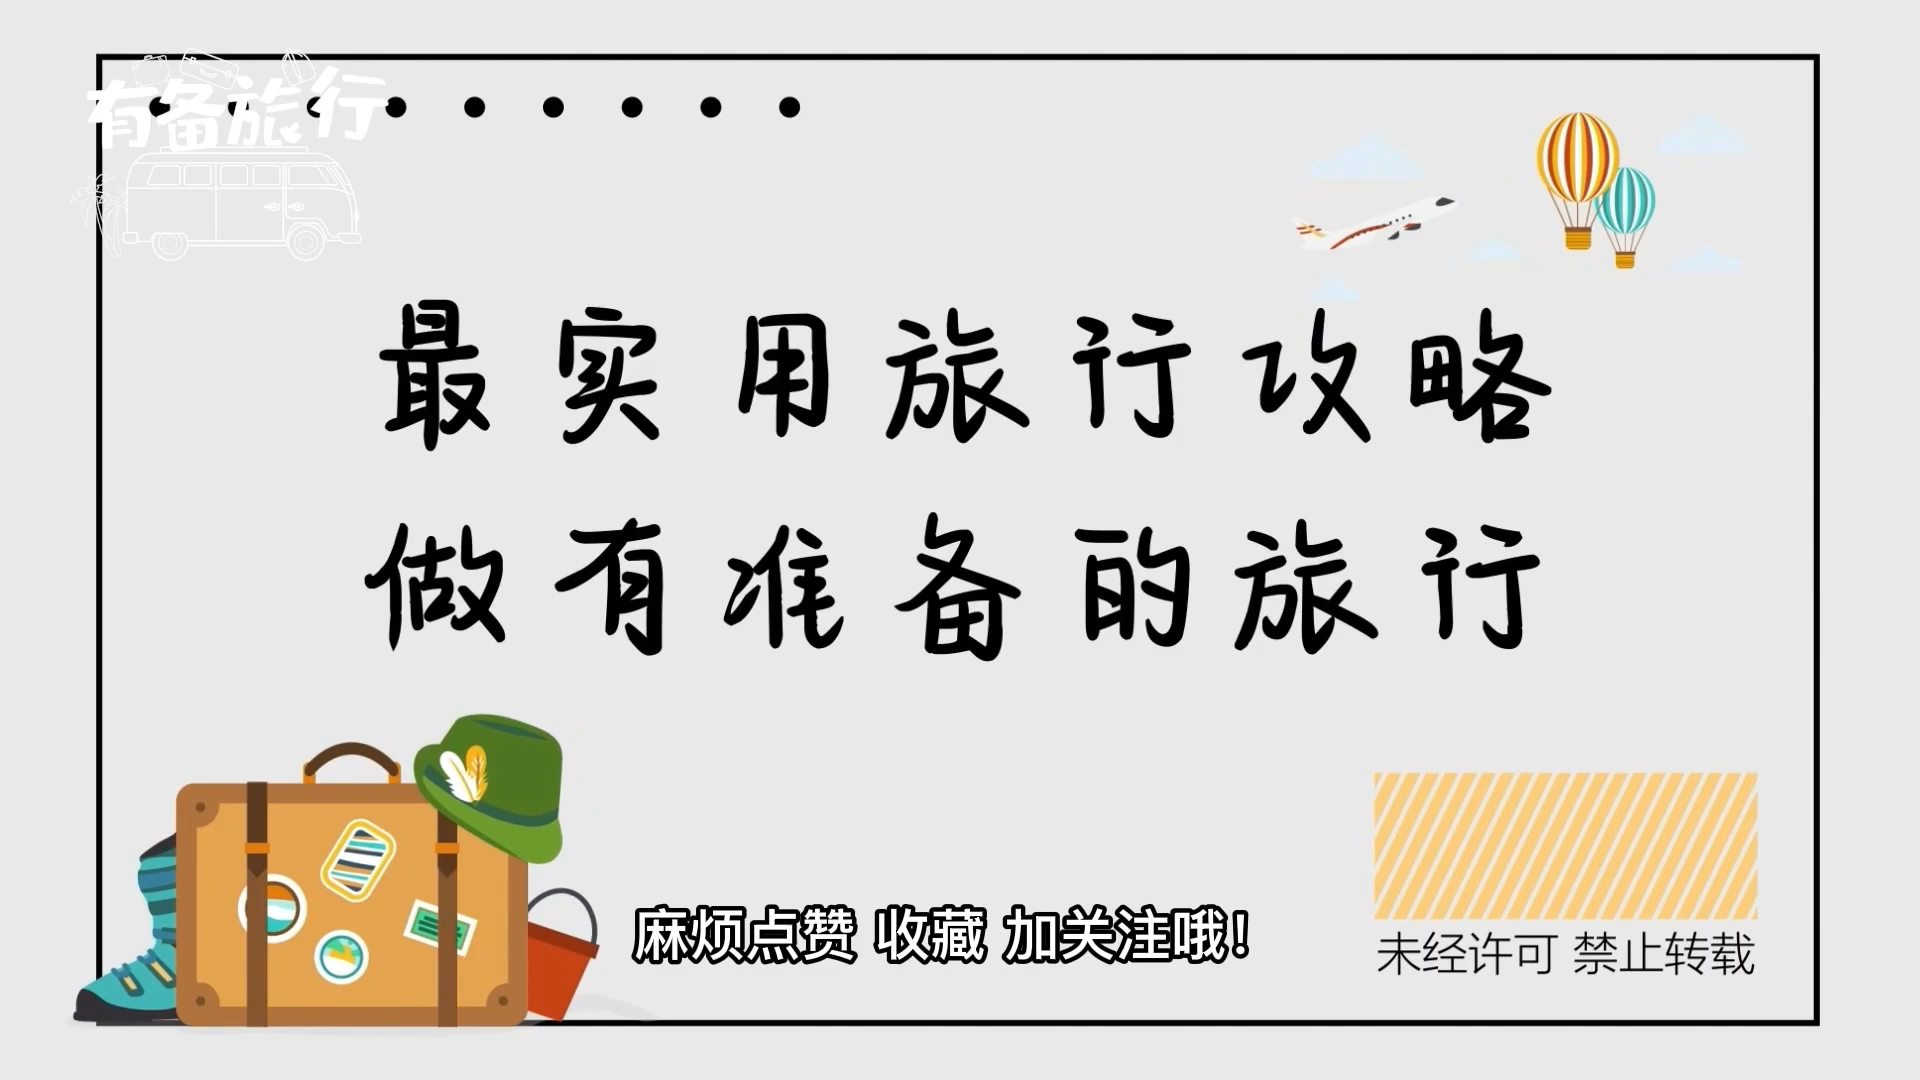 有备旅行
最实用旅行攻略
做有准备的旅行
麻烦点赞 收藏 加关注哦!
未经许可 禁止转载